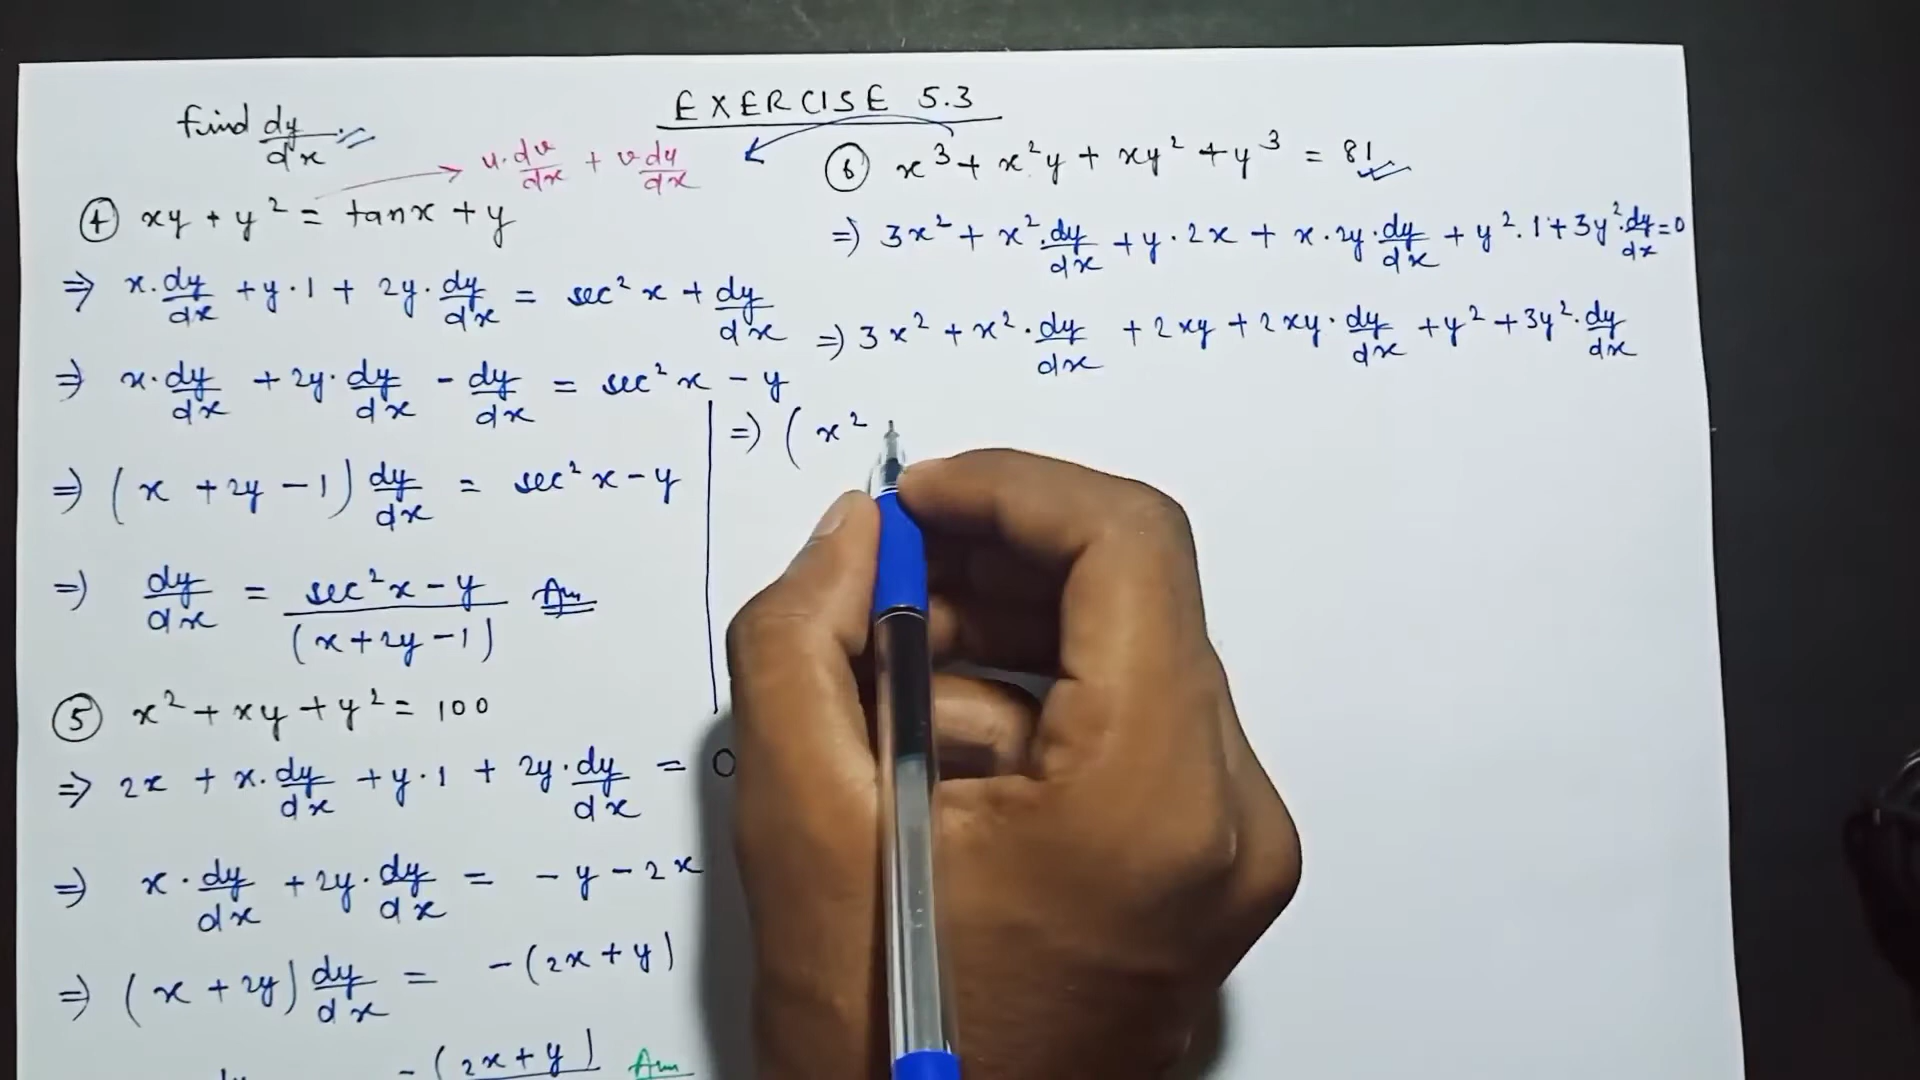 EXERCISE 5.3
find dy/dx
u·dv/dx + v dy/dx
④ xy + y² = tanx + y
⇒ x·dy/dx + y·1 + 2y·dy/dx = sec²x + dy/dx
⇒ x·dy/dx + 2y·dy/dx - dy/dx = sec²x - y
⇒ (x + 2y - 1) dy/dx = sec²x - y
⇒ dy/dx = sec²x - y / (x + 2y - 1) Ans
⑤ x² + xy + y² = 100
⇒ 2x + x·dy/dx + y·1 + 2y·dy/dx = 0
⇒ x·dy/dx + 2y·dy/dx = -y - 2x
⇒ (x + 2y) dy/dx = -(2x + y)
-(2x + y) Ans
⑥ x³ + x²y + xy² + y³ = 81
⇒ 3x² + x²·dy/dx + y·2x + x·2y·dy/dx + y²·1 + 3y²·dy/dx = 0
⇒ 3x² + x²·dy/dx + 2xy + 2xy·dy/dx + y² + 3y²·dy/dx
⇒ (x²